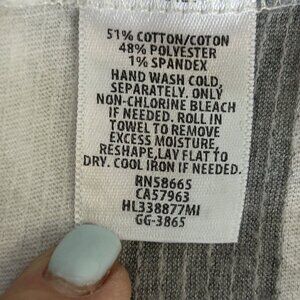 51% COTTON/COTON
48% POLYESTER
1% SPANDEX
HAND WASH COLD,
SEPARATELY. ONLY
NON-CHLORINE BLEACH
IF NEEDED. ROLL IN
TOWEL TO REMOVE
EXCESS MOISTURE,
RESHAPE,LAY FLAT TO
DRY. COOL IRON IF NEEDED.
RN58665
CA57963
HL338877MI
GG-3865